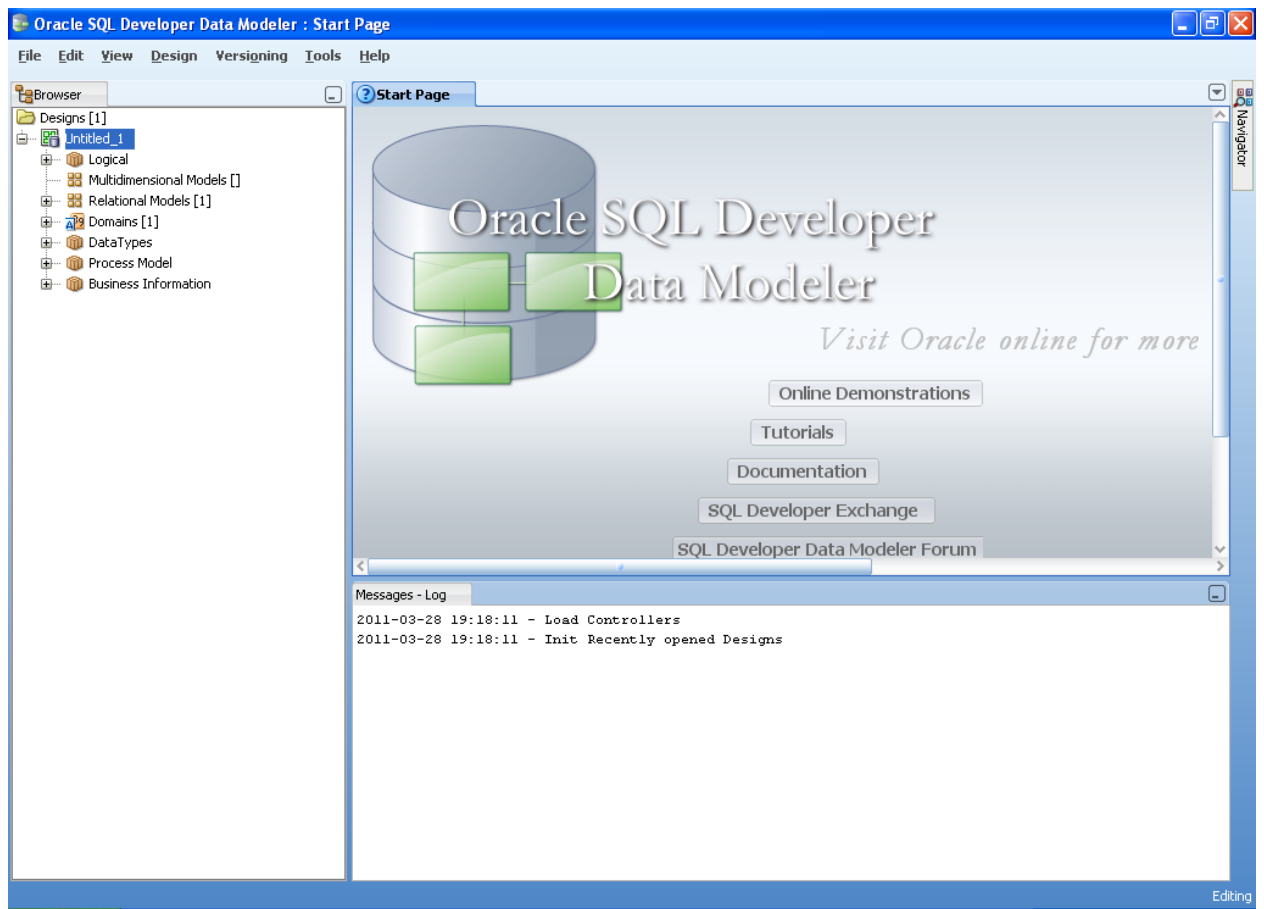 Oracle SQL Developer Data Modeler : Start Page
File Edit View Design Versioning Tools Help
Browser
Designs [1]
Untitled_1
Logical
Multidimensional Models []
Relational Models [1]
Domains [1]
DataTypes
Process Model
Business Information
Start Page
Oracle SQL Developer
Data Modeler
Visit Oracle online for more
Online Demonstrations
Tutorials
Documentation
SQL Developer Exchange
SQL Developer Data Modeler Forum
Navigator
Messages - Log
2011-03-28 19:18:11 - Load Controllers
2011-03-28 19:18:11 - Init Recently opened Designs
Editing